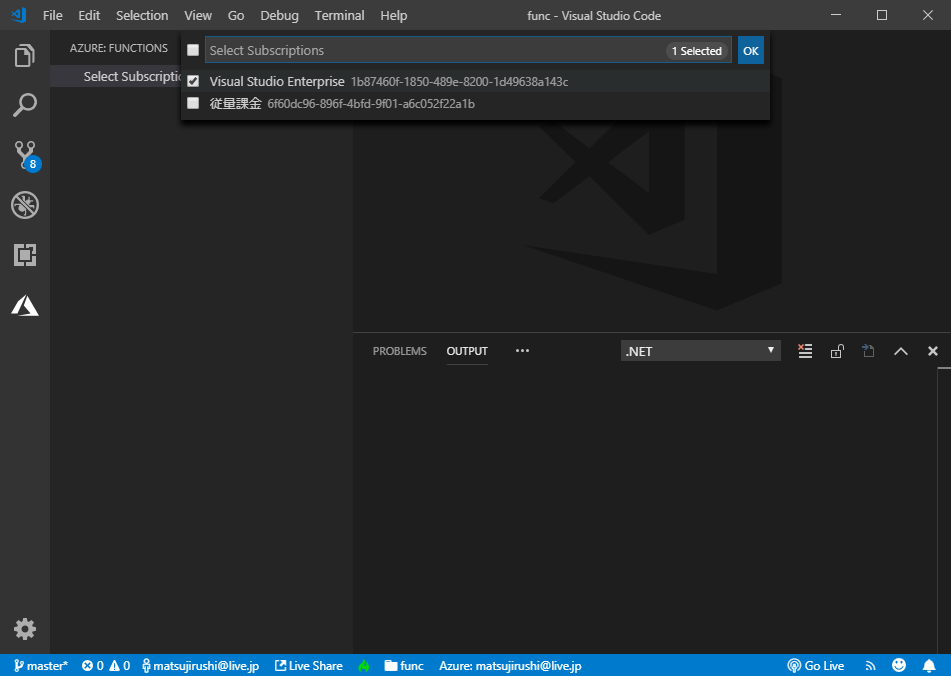 File Edit Selection View Go Debug Terminal Help func - Visual Studio Code
AZURE: FUNCTIONS
Select Subscriptio
Select Subscriptions 1 Selected OK
Visual Studio Enterprise 1b87460f-1850-489e-8200-1d49638a143c
従量課金 6f60dc96-896f-4bfd-9f01-a6c052f22a1b
8
PROBLEMS OUTPUT ... .NET
master* 0 0 matsujirushi@live.jp Live Share func Azure: matsujirushi@live.jp Go Live